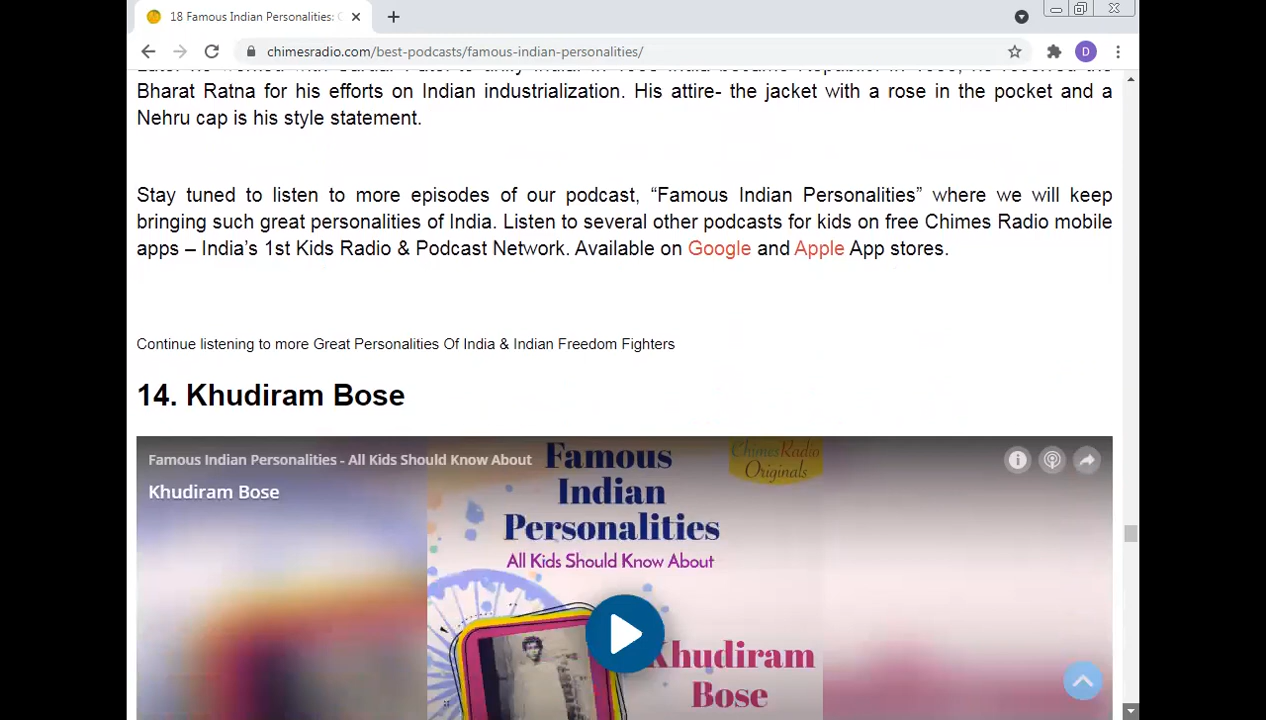 18 Famous Indian Personalities:
chimesradio.com/best-podcasts/famous-indian-personalities/
D
Bharat Ratna for his efforts on Indian industrialization. His attire- the jacket with a rose in the pocket and a
Nehru cap is his style statement.
Stay tuned to listen to more episodes of our podcast, “Famous Indian Personalities” where we will keep
bringing such great personalities of India. Listen to several other podcasts for kids on free Chimes Radio mobile
apps – India’s 1st Kids Radio & Podcast Network. Available on Google and Apple App stores.
Continue listening to more Great Personalities Of India & Indian Freedom Fighters
14. Khudiram Bose
Famous Indian Personalities - All Kids Should Know About
Khudiram Bose
ChimesRadio
Originals
Famous
Indian
Personalities
All Kids Should Know About
Khudiram
Bose